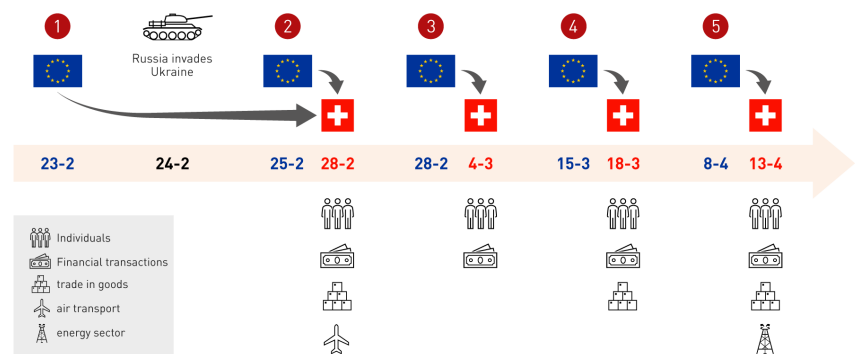 1
2
3
4
5
Russia invades
Ukraine
23-2
24-2
25-2
28-2
28-2
4-3
15-3
18-3
8-4
13-4
Individuals
Financial transactions
trade in goods
air transport
energy sector